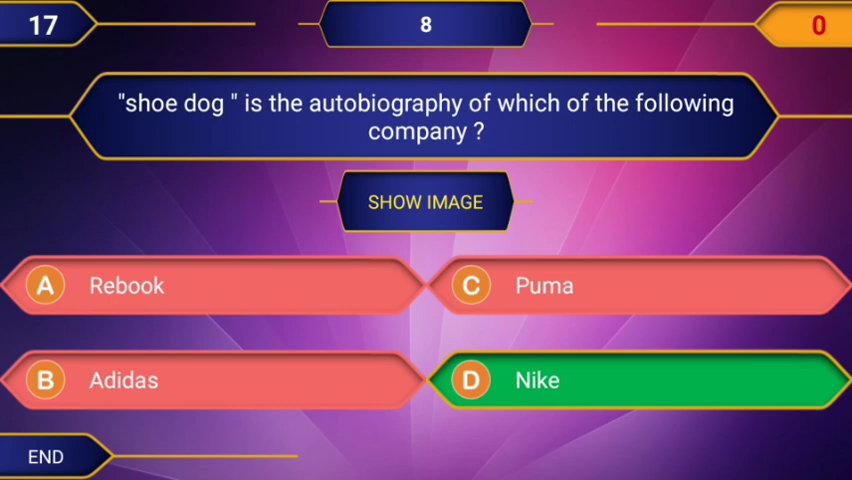 17
8
0
"shoe dog " is the autobiography of which of the following
company ?
SHOW IMAGE
A Rebook
C Puma
B Adidas
D Nike
END